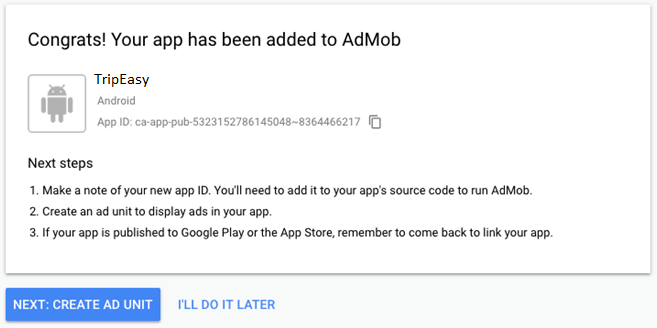 Congrats! Your app has been added to AdMob
TripEasy
Android
App ID: ca-app-pub-5323152786145048~8364466217
Next steps
1. Make a note of your new app ID. You'll need to add it to your app's source code to run AdMob.
2. Create an ad unit to display ads in your app.
3. If your app is published to Google Play or the App Store, remember to come back to link your app.
NEXT: CREATE AD UNIT
I'LL DO IT LATER